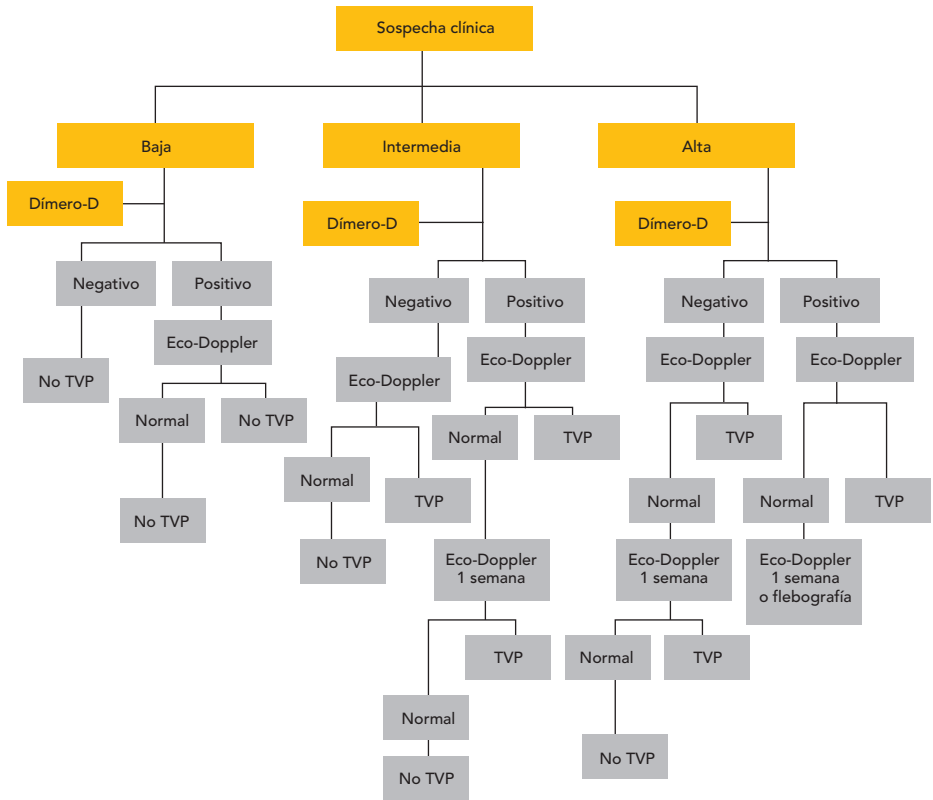 Sospecha clínica
Baja
Intermedia
Alta
Dímero-D
Dímero-D
Dímero-D
Negativo
Positivo
Negativo
Positivo
Negativo
Positivo
Eco-Doppler
Eco-Doppler
Eco-Doppler
Eco-Doppler
No TVP
Eco-Doppler
Normal
No TVP
Normal
TVP
TVP
Normal
TVP
Normal
Normal
TVP
No TVP
No TVP
Eco-Doppler
1 semana
Eco-Doppler
1 semana
Eco-Doppler
1 semana
o flebografía
TVP
Normal
TVP
Normal
No TVP
No TVP